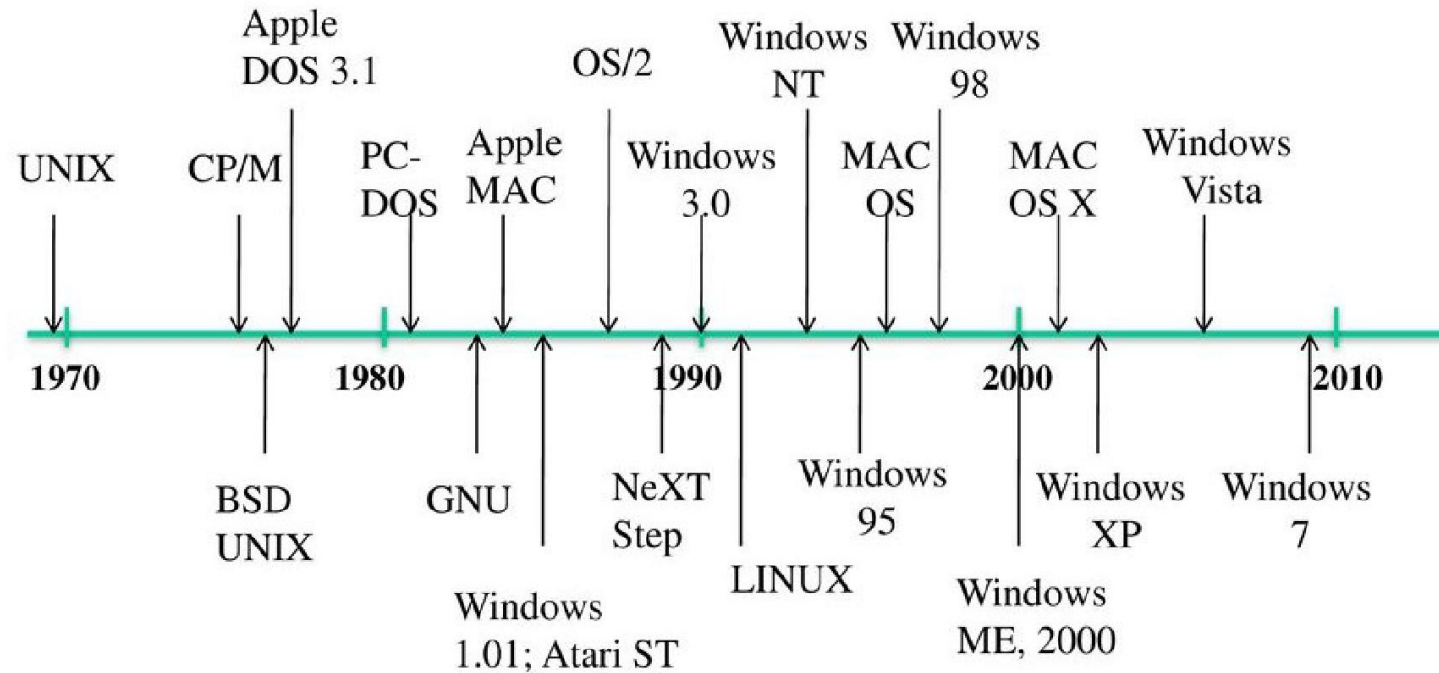 Apple
DOS 3.1
OS/2
Windows
NT
Windows
98
UNIX
CP/M
PC-
DOS
Apple
MAC
Windows
3.0
MAC
OS
MAC
OS X
Windows
Vista
1970
1980
1990
2000
2010
BSD
UNIX
GNU
Windows
1.01; Atari ST
NeXT
Step
LINUX
Windows
95
Windows
ME, 2000
Windows
XP
Windows
7